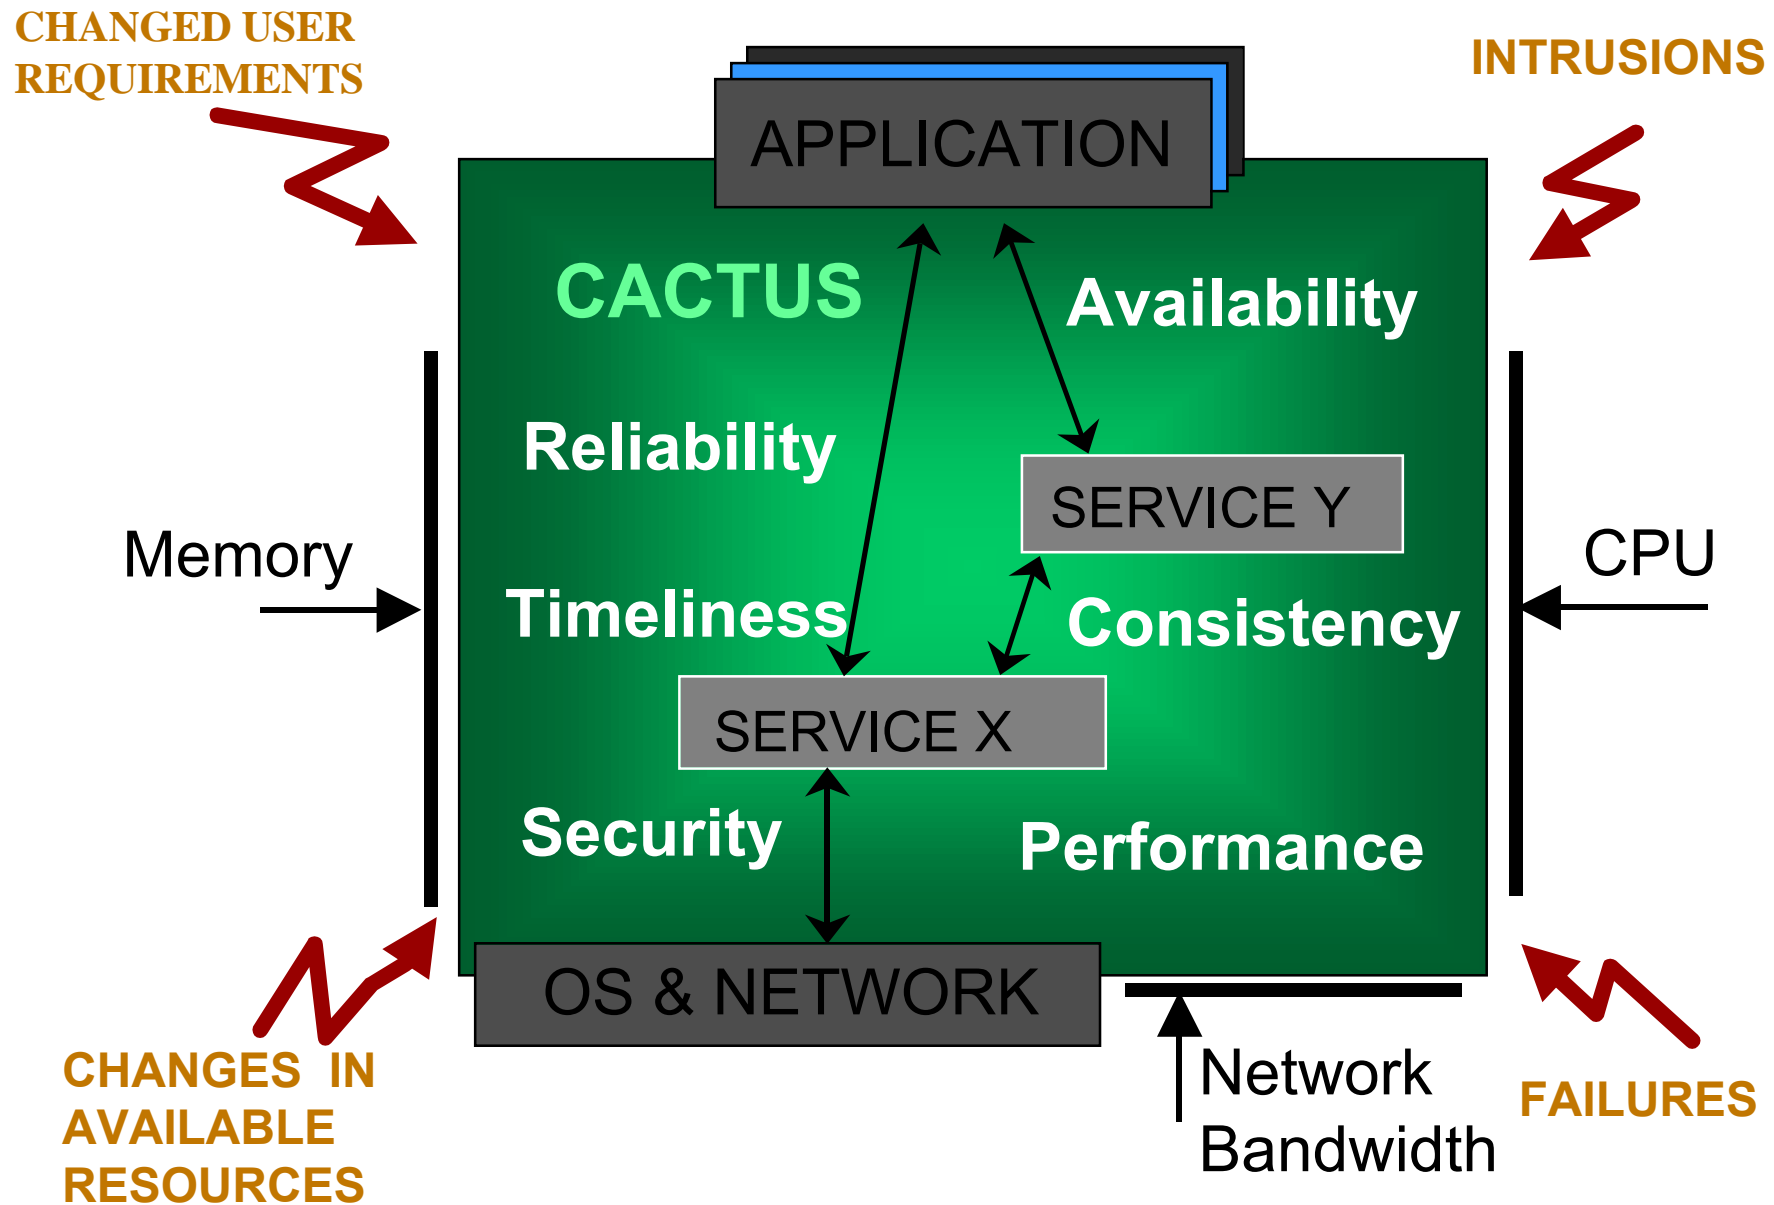 CHANGED USER
REQUIREMENTS
INTRUSIONS
APPLICATION
CACTUS
Availability
Reliability
SERVICE Y
Memory
CPU
Timeliness
Consistency
SERVICE X
Security
Performance
OS & NETWORK
CHANGES IN
AVAILABLE
RESOURCES
Network
Bandwidth
FAILURES